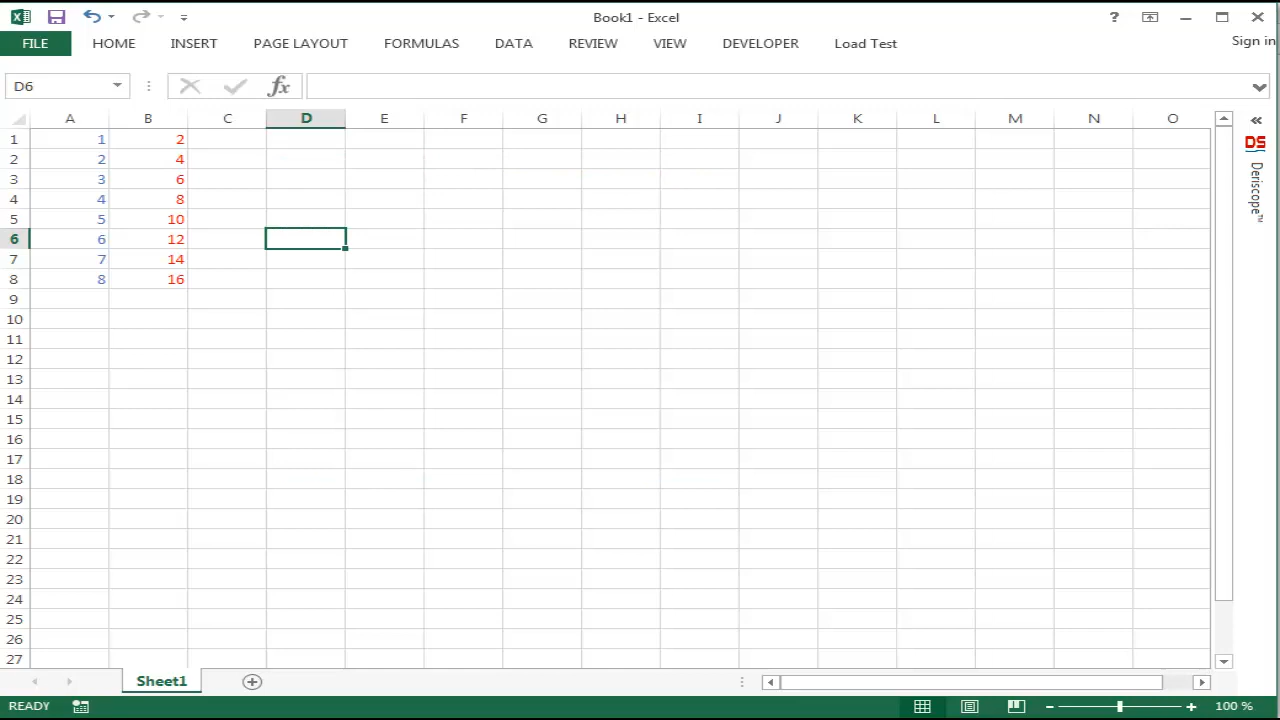 Book1 - Excel
?
FILE HOME INSERT PAGE LAYOUT FORMULAS DATA REVIEW VIEW DEVELOPER Load Test Sign in
D6 fx
A B C D E F G H I J K L M N O
1 1 2
2 2 4
3 3 6
4 4 8
5 5 10
6 6 12
7 7 14
8 8 16
9
10
11
12
13
14
15
16
17
18
19
20
21
22
23
24
25
26
27
DS
Deriscope™
Sheet1
READY 100 %